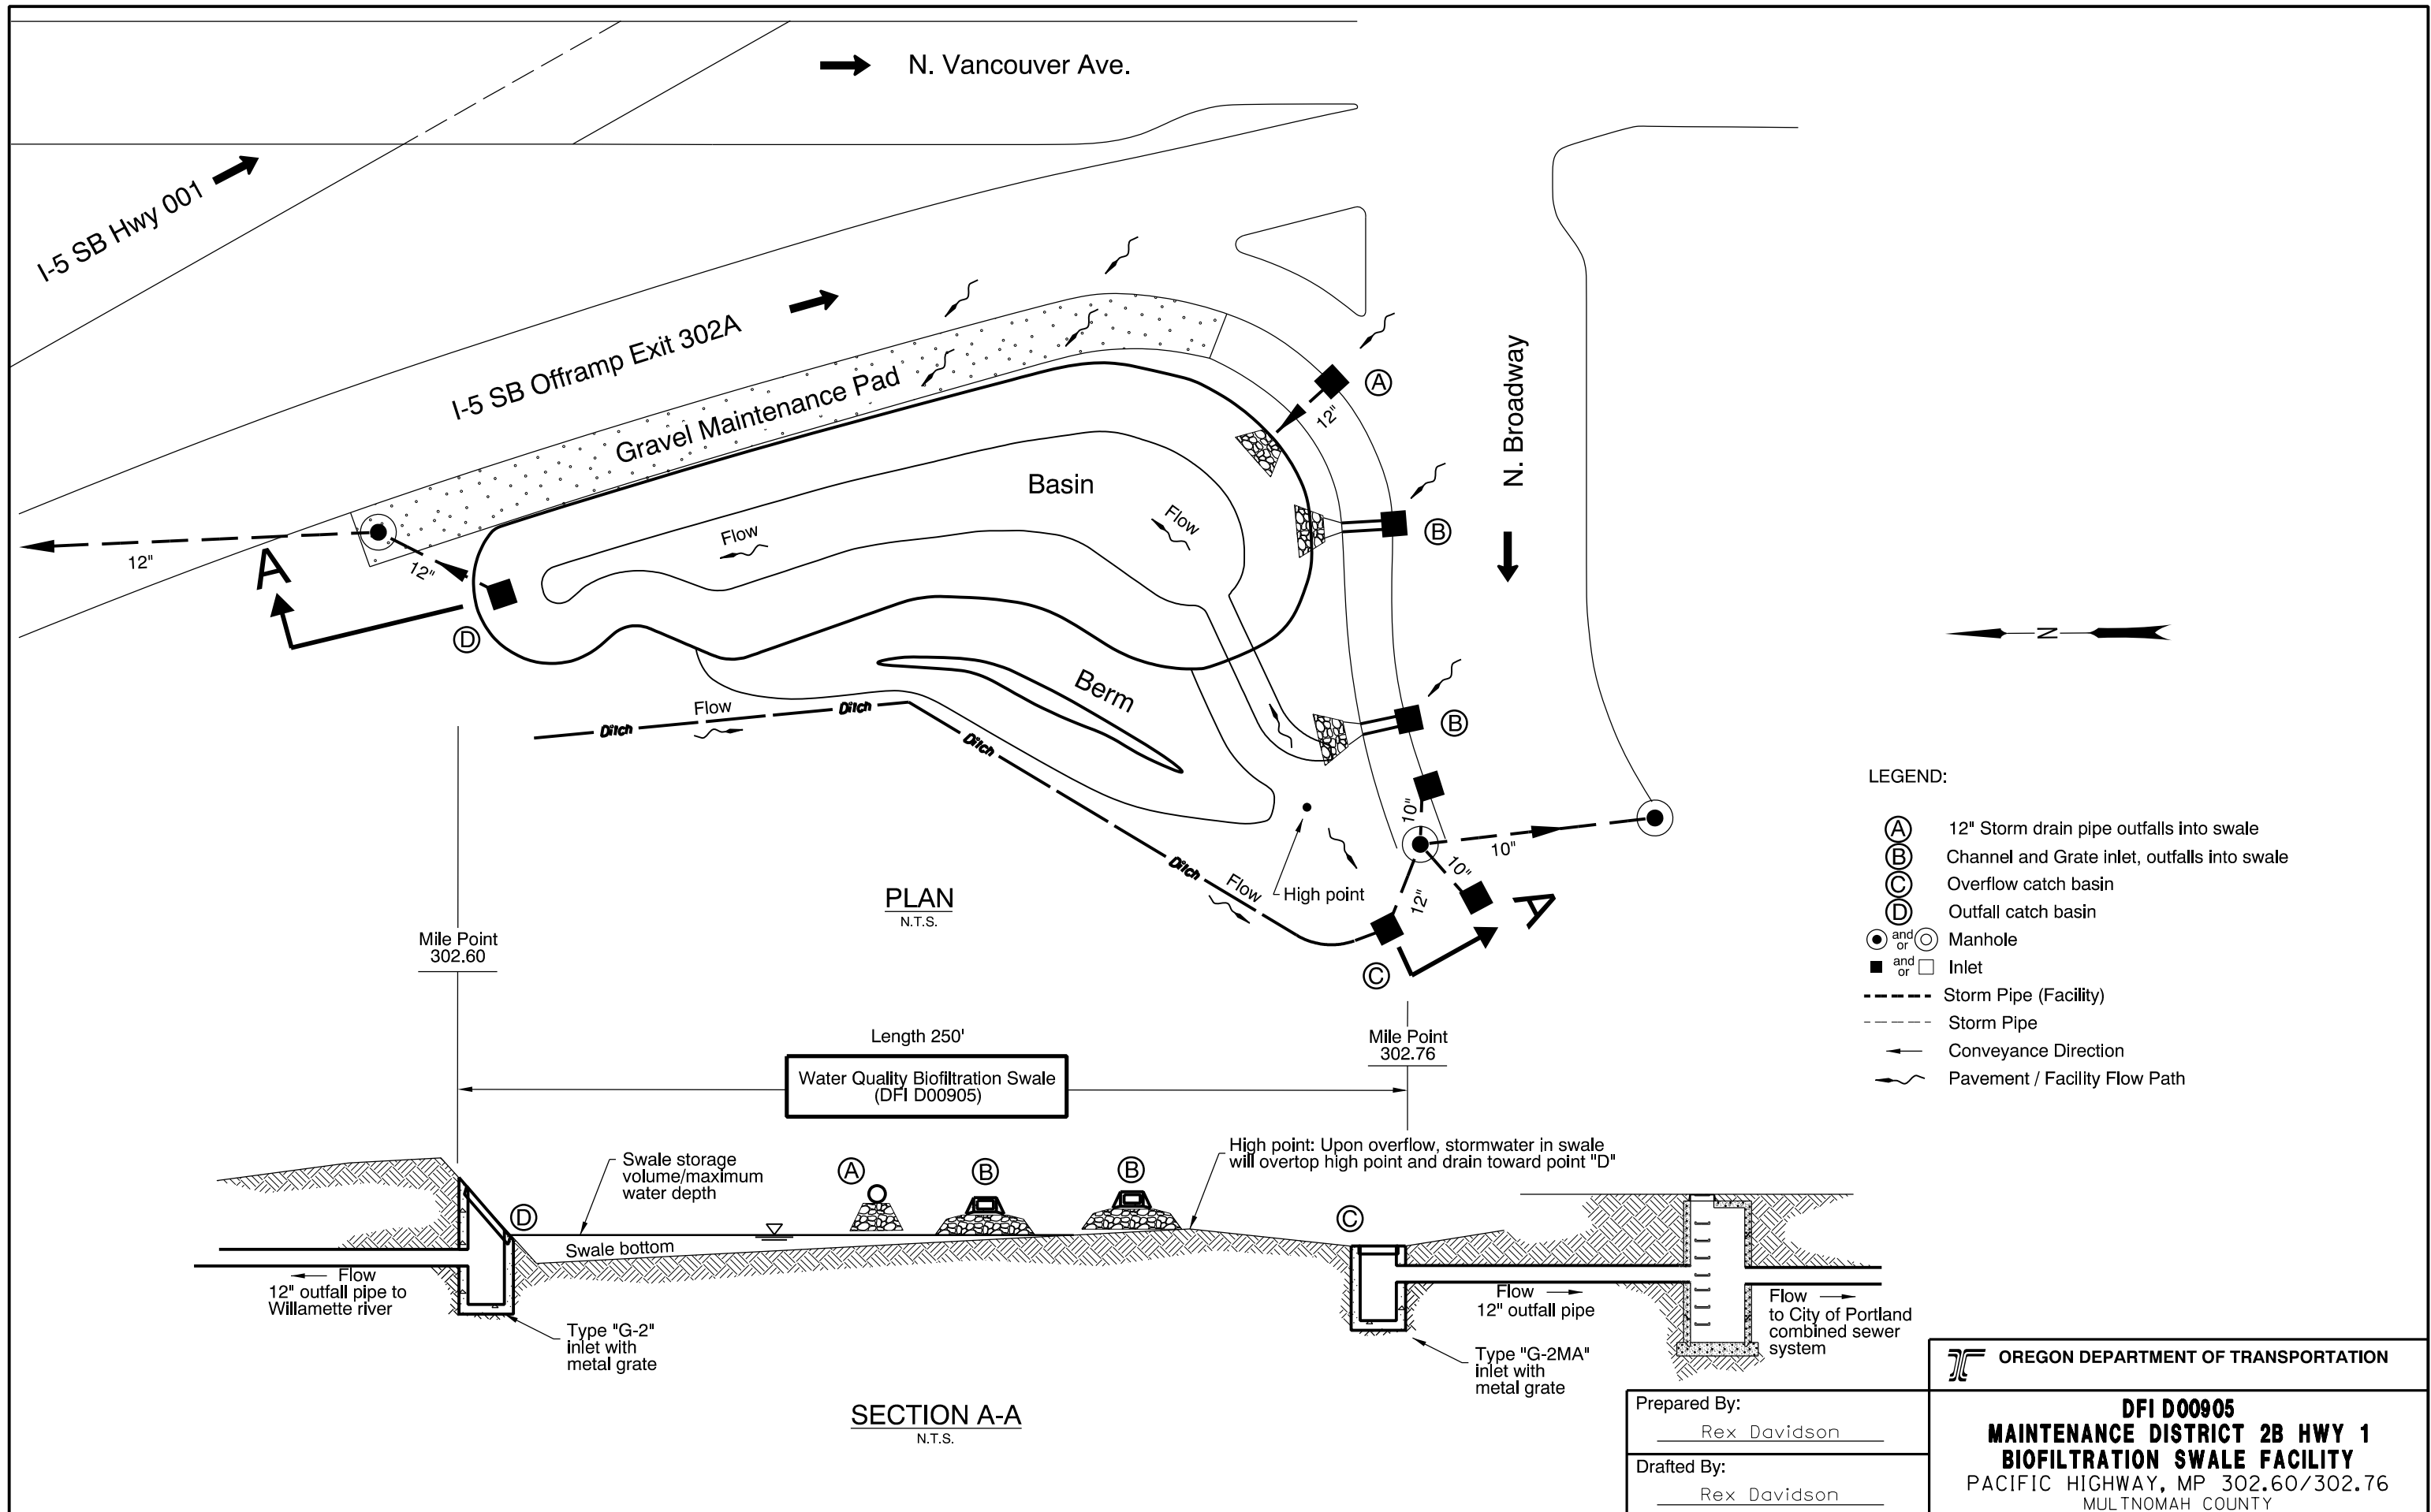 N. Vancouver Ave.
I-5 SB Hwy 001
I-5 SB Offramp Exit 302A
Gravel Maintenance Pad
N. Broadway
A
12"
Basin
B
Flow
Flow
12"
12"
A
D
Berm
B
Flow
Ditch
Ditch
Ditch
Ditch
Flow
High point
10"
10"
10"
12"
A
C
N
PLAN
N.T.S.
Mile Point
302.60
Mile Point
302.76
Length 250'
Water Quality Biofiltration Swale
(DFI D00905)
LEGEND:
A 12" Storm drain pipe outfalls into swale
B Channel and Grate inlet, outfalls into swale
C Overflow catch basin
D Outfall catch basin
and or Manhole
and or Inlet
Storm Pipe (Facility)
Storm Pipe
Conveyance Direction
Pavement / Facility Flow Path
Swale storage
volume/maximum
water depth
A
B
B
High point: Upon overflow, stormwater in swale
will overtop high point and drain toward point "D"
D
C
Swale bottom
Flow
12" outfall pipe to
Willamette river
Type "G-2"
inlet with
metal grate
Flow
12" outfall pipe
Type "G-2MA"
inlet with
metal grate
Flow
to City of Portland
combined sewer
system
SECTION A-A
N.T.S.
OREGON DEPARTMENT OF TRANSPORTATION
Prepared By:
Rex Davidson
Drafted By:
Rex Davidson
DFI D00905
MAINTENANCE DISTRICT 2B HWY 1
BIOFILTRATION SWALE FACILITY
PACIFIC HIGHWAY, MP 302.60/302.76
MULTNOMAH COUNTY